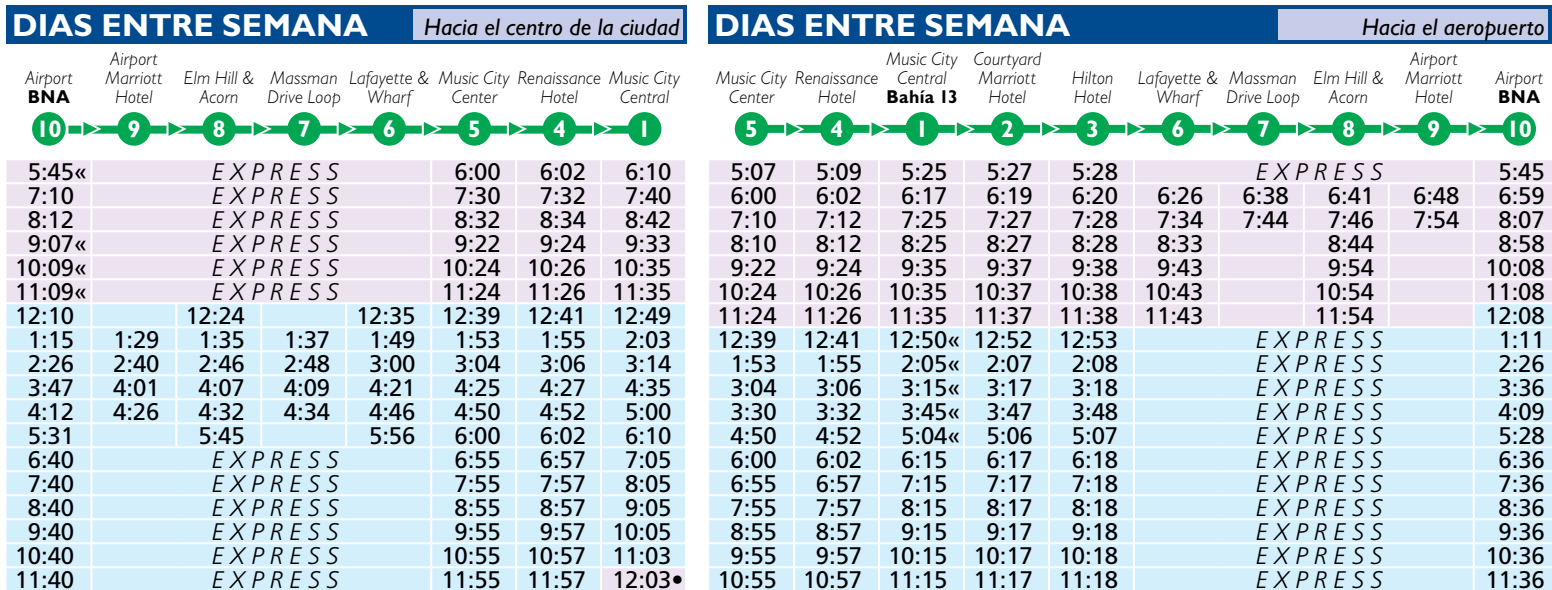 DIAS ENTRE SEMANA Hacia el centro de la ciudad
Airport BNA Airport Marriott Hotel Elm Hill & Acorn Massman Drive Loop Lafayette & Wharf Music City Center Renaissance Hotel Music City Central
10 9 8 7 6 5 4 1
5:45« EXPRESS 6:00 6:02 6:10
7:10 EXPRESS 7:30 7:32 7:40
8:12 EXPRESS 8:32 8:34 8:42
9:07« EXPRESS 9:22 9:24 9:33
10:09« EXPRESS 10:24 10:26 10:35
11:09« EXPRESS 11:24 11:26 11:35
12:10 12:24 12:35 12:39 12:41 12:49
1:15 1:29 1:35 1:37 1:49 1:53 1:55 2:03
2:26 2:40 2:46 2:48 3:00 3:04 3:06 3:14
3:47 4:01 4:07 4:09 4:21 4:25 4:27 4:35
4:12 4:26 4:32 4:34 4:46 4:50 4:52 5:00
5:31 5:45 5:56 6:00 6:02 6:10
6:40 EXPRESS 6:55 6:57 7:05
7:40 EXPRESS 7:55 7:57 8:05
8:40 EXPRESS 8:55 8:57 9:05
9:40 EXPRESS 9:55 9:57 10:05
10:40 EXPRESS 10:55 10:57 11:03
11:40 EXPRESS 11:55 11:57 12:03●
DIAS ENTRE SEMANA Hacia el aeropuerto
Music City Center Renaissance Hotel Music City Central Bahía 13 Courtyard Marriott Hotel Hilton Hotel Lafayette & Wharf Massman Drive Loop Elm Hill & Acorn Airport Marriott Hotel Airport BNA
5 4 1 2 3 6 7 8 9 10
5:07 5:09 5:25 5:27 5:28 EXPRESS 5:45
6:00 6:02 6:17 6:19 6:20 6:26 6:38 6:41 6:48 6:59
7:10 7:12 7:25 7:27 7:28 7:34 7:44 7:46 7:54 8:07
8:10 8:12 8:25 8:27 8:28 8:33 8:44 8:58
9:22 9:24 9:35 9:37 9:38 9:43 9:54 10:08
10:24 10:26 10:35 10:37 10:38 10:43 10:54 11:08
11:24 11:26 11:35 11:37 11:38 11:43 11:54 12:08
12:39 12:41 12:50« 12:52 12:53 EXPRESS 1:11
1:53 1:55 2:05« 2:07 2:08 EXPRESS 2:26
3:04 3:06 3:15« 3:17 3:18 EXPRESS 3:36
3:30 3:32 3:45« 3:47 3:48 EXPRESS 4:09
4:50 4:52 5:04« 5:06 5:07 EXPRESS 5:28
6:00 6:02 6:15 6:17 6:18 EXPRESS 6:36
6:55 6:57 7:15 7:17 7:18 EXPRESS 7:36
7:55 7:57 8:15 8:17 8:18 EXPRESS 8:36
8:55 8:57 9:15 9:17 9:18 EXPRESS 9:36
9:55 9:57 10:15 10:17 10:18 EXPRESS 10:36
10:55 10:57 11:15 11:17 11:18 EXPRESS 11:36